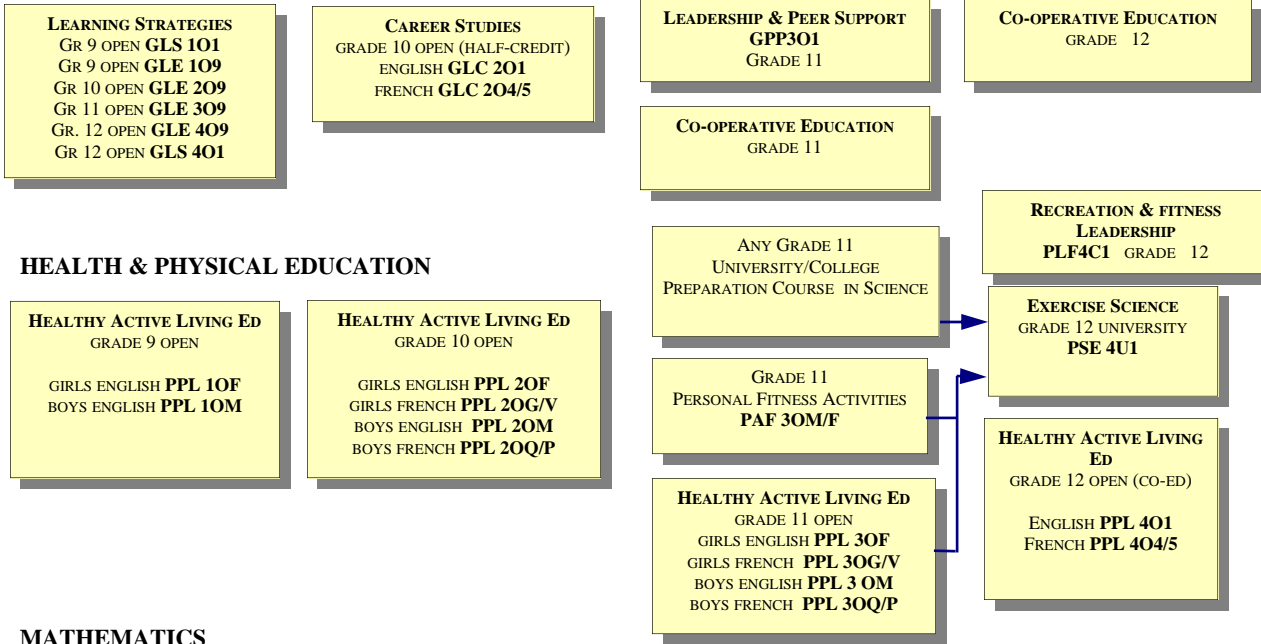 LEARNING STRATEGIES
GR 9 OPEN GLS 1O1
GR 9 OPEN GLE 1O9
GR 10 OPEN GLE 2O9
GR 11 OPEN GLE 3O9
GR. 12 OPEN GLE 4O9
GR 12 OPEN GLS 4O1
CAREER STUDIES
GRADE 10 OPEN (HALF-CREDIT)
ENGLISH GLC 2O1
FRENCH GLC 2O4/5
LEADERSHIP & PEER SUPPORT
GPP3O1
GRADE 11
CO-OPERATIVE EDUCATION
GRADE 12
CO-OPERATIVE EDUCATION
GRADE 11
RECREATION & FITNESS
LEADERSHIP
PLF4C1 GRADE 12
HEALTH & PHYSICAL EDUCATION
HEALTHY ACTIVE LIVING ED
GRADE 9 OPEN
GIRLS ENGLISH PPL 1OF
BOYS ENGLISH PPL 1OM
HEALTHY ACTIVE LIVING ED
GRADE 10 OPEN
GIRLS ENGLISH PPL 2OF
GIRLS FRENCH PPL 2OG/V
BOYS ENGLISH PPL 2OM
BOYS FRENCH PPL 2OQ/P
ANY GRADE 11
UNIVERSITY/COLLEGE
PREPARATION COURSE IN SCIENCE
EXERCISE SCIENCE
GRADE 12 UNIVERSITY
PSE 4U1
GRADE 11
PERSONAL FITNESS ACTIVITIES
PAF 3OM/F
HEALTHY ACTIVE LIVING
ED
GRADE 12 OPEN (CO-ED)
ENGLISH PPL 4O1
FRENCH PPL 4O4/5
HEALTHY ACTIVE LIVING ED
GRADE 11 OPEN
GIRLS ENGLISH PPL 3OF
GIRLS FRENCH PPL 3OG/V
BOYS ENGLISH PPL 3 OM
BOYS FRENCH PPL 3OQ/P
MATHEMATICS